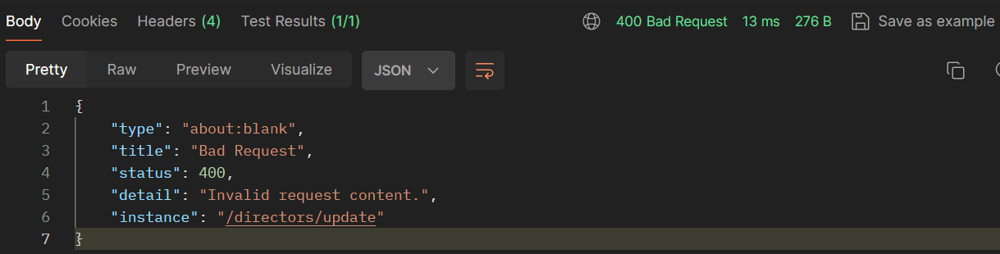 Body Cookies Headers (4) Test Results (1/1) 400 Bad Request 13 ms 276 B Save as example
Pretty Raw Preview Visualize JSON
1 {
2 "type": "about:blank",
3 "title": "Bad Request",
4 "status": 400,
5 "detail": "Invalid request content.",
6 "instance": "/directors/update"
7 }